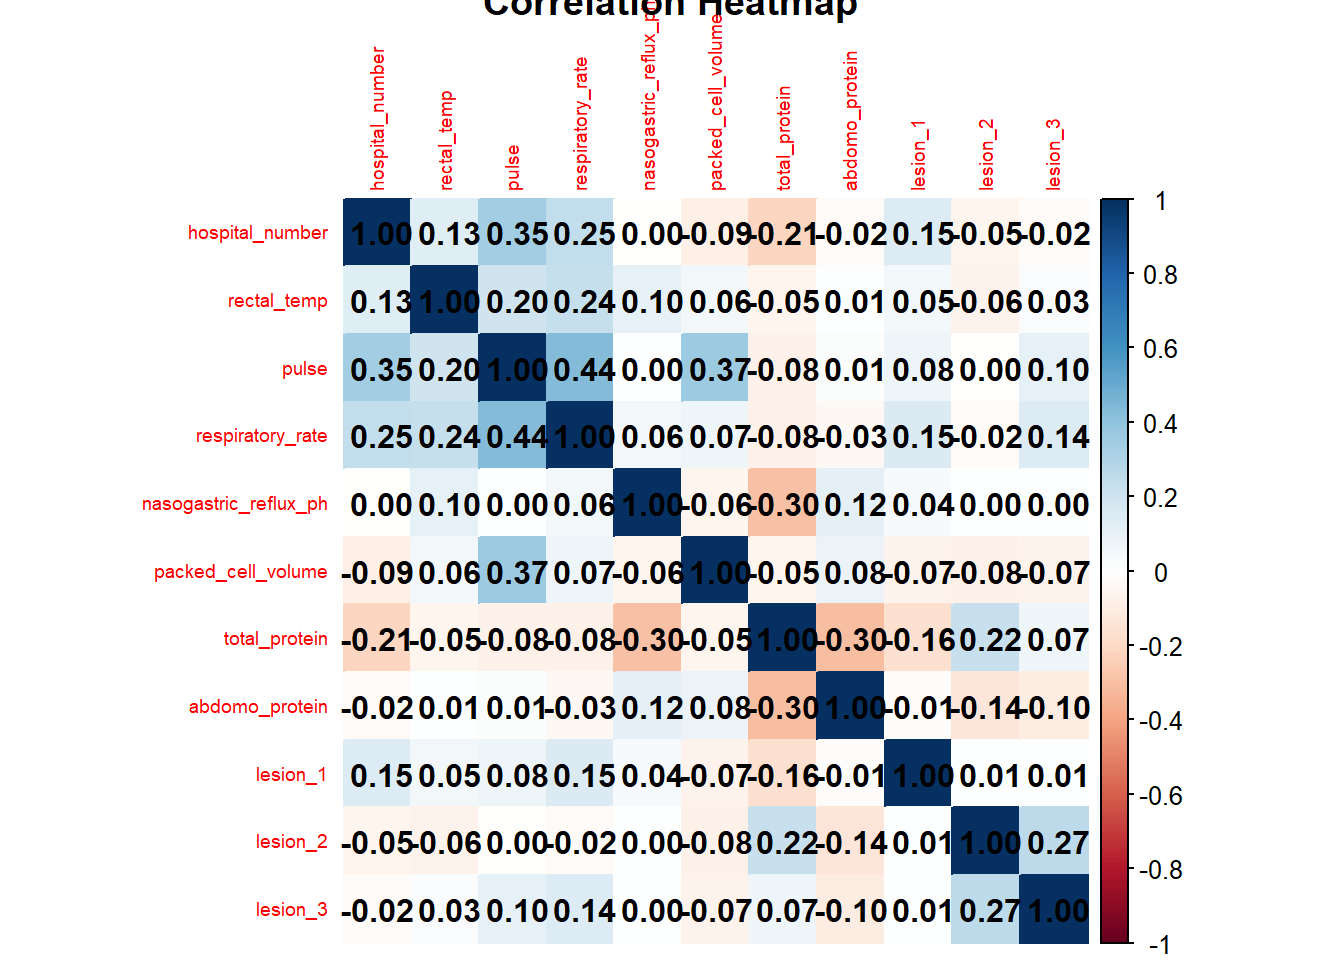 Correlation Heatmap
hospital_number rectal_temp pulse respiratory_rate nasogastric_reflux_ph packed_cell_volume total_protein abdomo_protein lesion_1 lesion_2 lesion_3
hospital_number 1.00 0.13 0.35 0.25 0.00 -0.09 -0.21 -0.02 0.15 -0.05 -0.02
rectal_temp 0.13 1.00 0.20 0.24 0.10 0.06 -0.05 0.01 0.05 -0.06 0.03
pulse 0.35 0.20 1.00 0.44 0.00 0.37 -0.08 0.01 0.08 0.00 0.10
respiratory_rate 0.25 0.24 0.44 1.00 0.06 0.07 -0.08 -0.03 0.15 -0.02 0.14
nasogastric_reflux_ph 0.00 0.10 0.00 0.06 1.00 -0.06 -0.30 0.12 0.04 0.00 0.00
packed_cell_volume -0.09 0.06 0.37 0.07 -0.06 1.00 -0.05 0.08 -0.07 -0.08 -0.07
total_protein -0.21 -0.05 -0.08 -0.08 -0.30 -0.05 1.00 -0.30 -0.16 0.22 0.07
abdomo_protein -0.02 0.01 0.01 -0.03 0.12 0.08 -0.30 1.00 -0.01 -0.14 -0.10
lesion_1 0.15 0.05 0.08 0.15 0.04 -0.07 -0.16 -0.01 1.00 0.01 0.01
lesion_2 -0.05 -0.06 0.00 -0.02 0.00 -0.08 0.22 -0.14 0.01 1.00 0.27
lesion_3 -0.02 0.03 0.10 0.14 0.00 -0.07 0.07 -0.10 0.01 0.27 1.00
1
0.8
0.6
0.4
0.2
0
-0.2
-0.4
-0.6
-0.8
-1